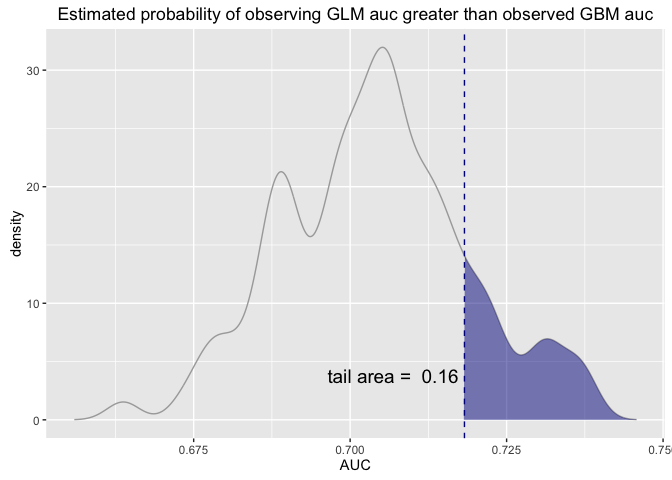 Estimated probability of observing GLM auc greater than observed GBM auc
30
20
10
0
density
tail area = 0.16
0.675 0.700 0.725 0.75
AUC